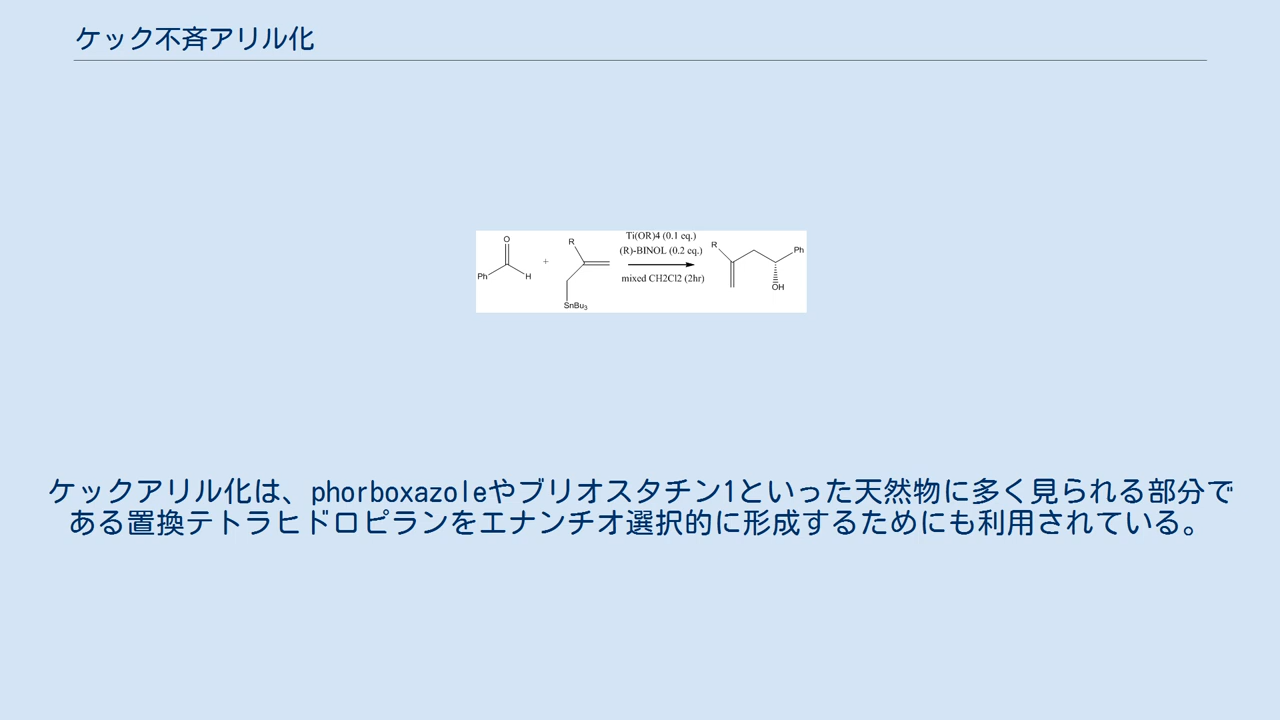 ケック不斉アリル化
O
Ph
H
+
R
SnBu3
Ti(OR)4 (0.1 eq.)
(R)-BINOL (0.2 eq.)
mixed CH2Cl2 (2hr)
R
Ph
OH
ケックアリル化は、phorboxazoleやブリオスタチン1といった天然物に多く見られる部分で
ある置換テトラヒドロピランをエナンチオ選択的に形成するためにも利用されている。